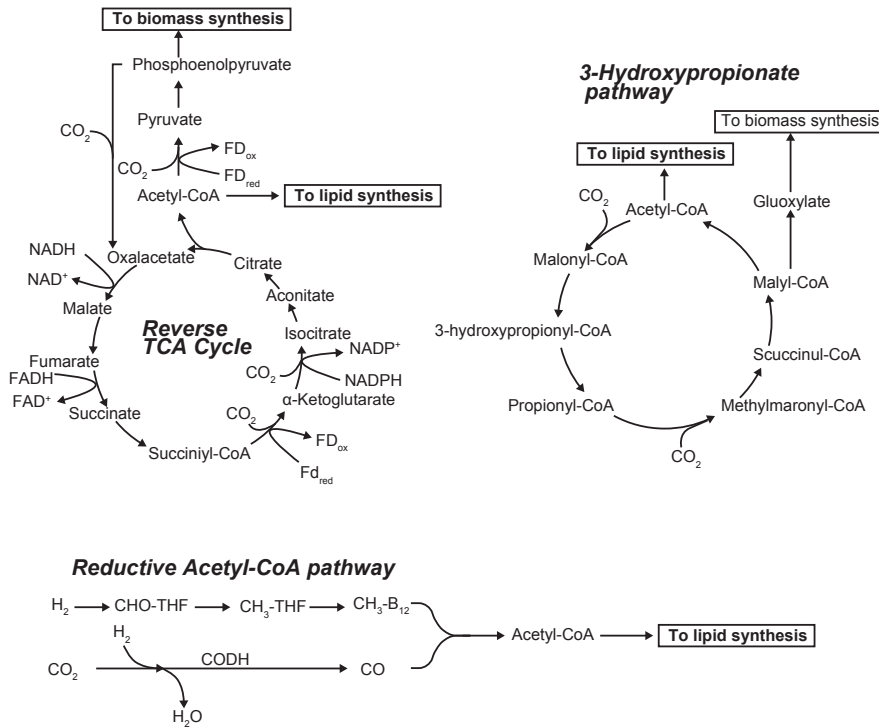 To biomass synthesis
Phosphoenolpyruvate
Pyruvate
CO₂
CO₂
FDox
FDred
Acetyl-CoA
To lipid synthesis
NADH
NAD⁺
Oxalacetate
Citrate
Malate
Aconitate
Reverse
TCA Cycle
Isocitrate
NADP⁺
Fumarate
FADH
FAD⁺
CO₂
NADPH
α-Ketoglutarate
Succinate
CO₂
Succiniyl-CoA
FDox
Fdred
3-Hydroxypropionate
pathway
To biomass synthesis
To lipid synthesis
Gluoxylate
CO₂
Acetyl-CoA
Malonyl-CoA
Malyl-CoA
3-hydroxypropionyl-CoA
Scuccinul-CoA
Propionyl-CoA
Methylmaronyl-CoA
CO₂
Reductive Acetyl-CoA pathway
H₂
CHO-THF
CH₃-THF
CH₃-B₁₂
H₂
Acetyl-CoA
To lipid synthesis
CO₂
CODH
CO
H₂O